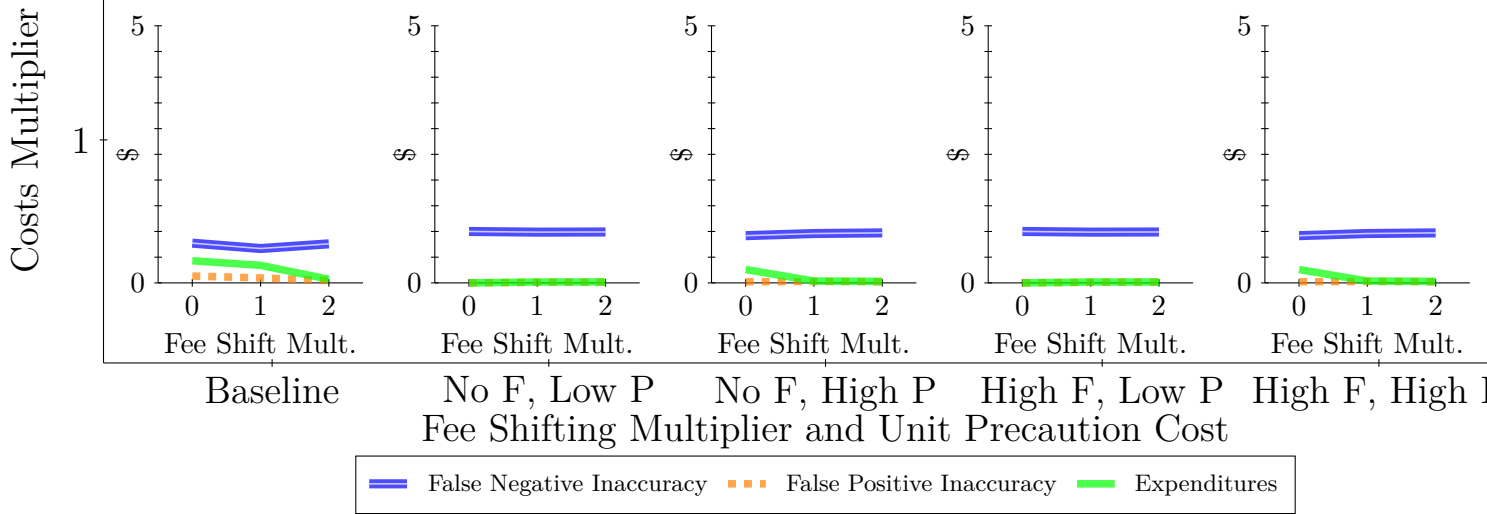 Costs Multiplier
1
5
$
0
0 1 2
Fee Shift Mult.
5
$
0
0 1 2
Fee Shift Mult.
5
$
0
0 1 2
Fee Shift Mult.
5
$
0
0 1 2
Fee Shift Mult.
5
$
0
0 1 2
Fee Shift Mult.
Baseline
No F, Low P
No F, High P
High F, Low P
High F, High P
Fee Shifting Multiplier and Unit Precaution Cost
False Negative Inaccuracy
False Positive Inaccuracy
Expenditures